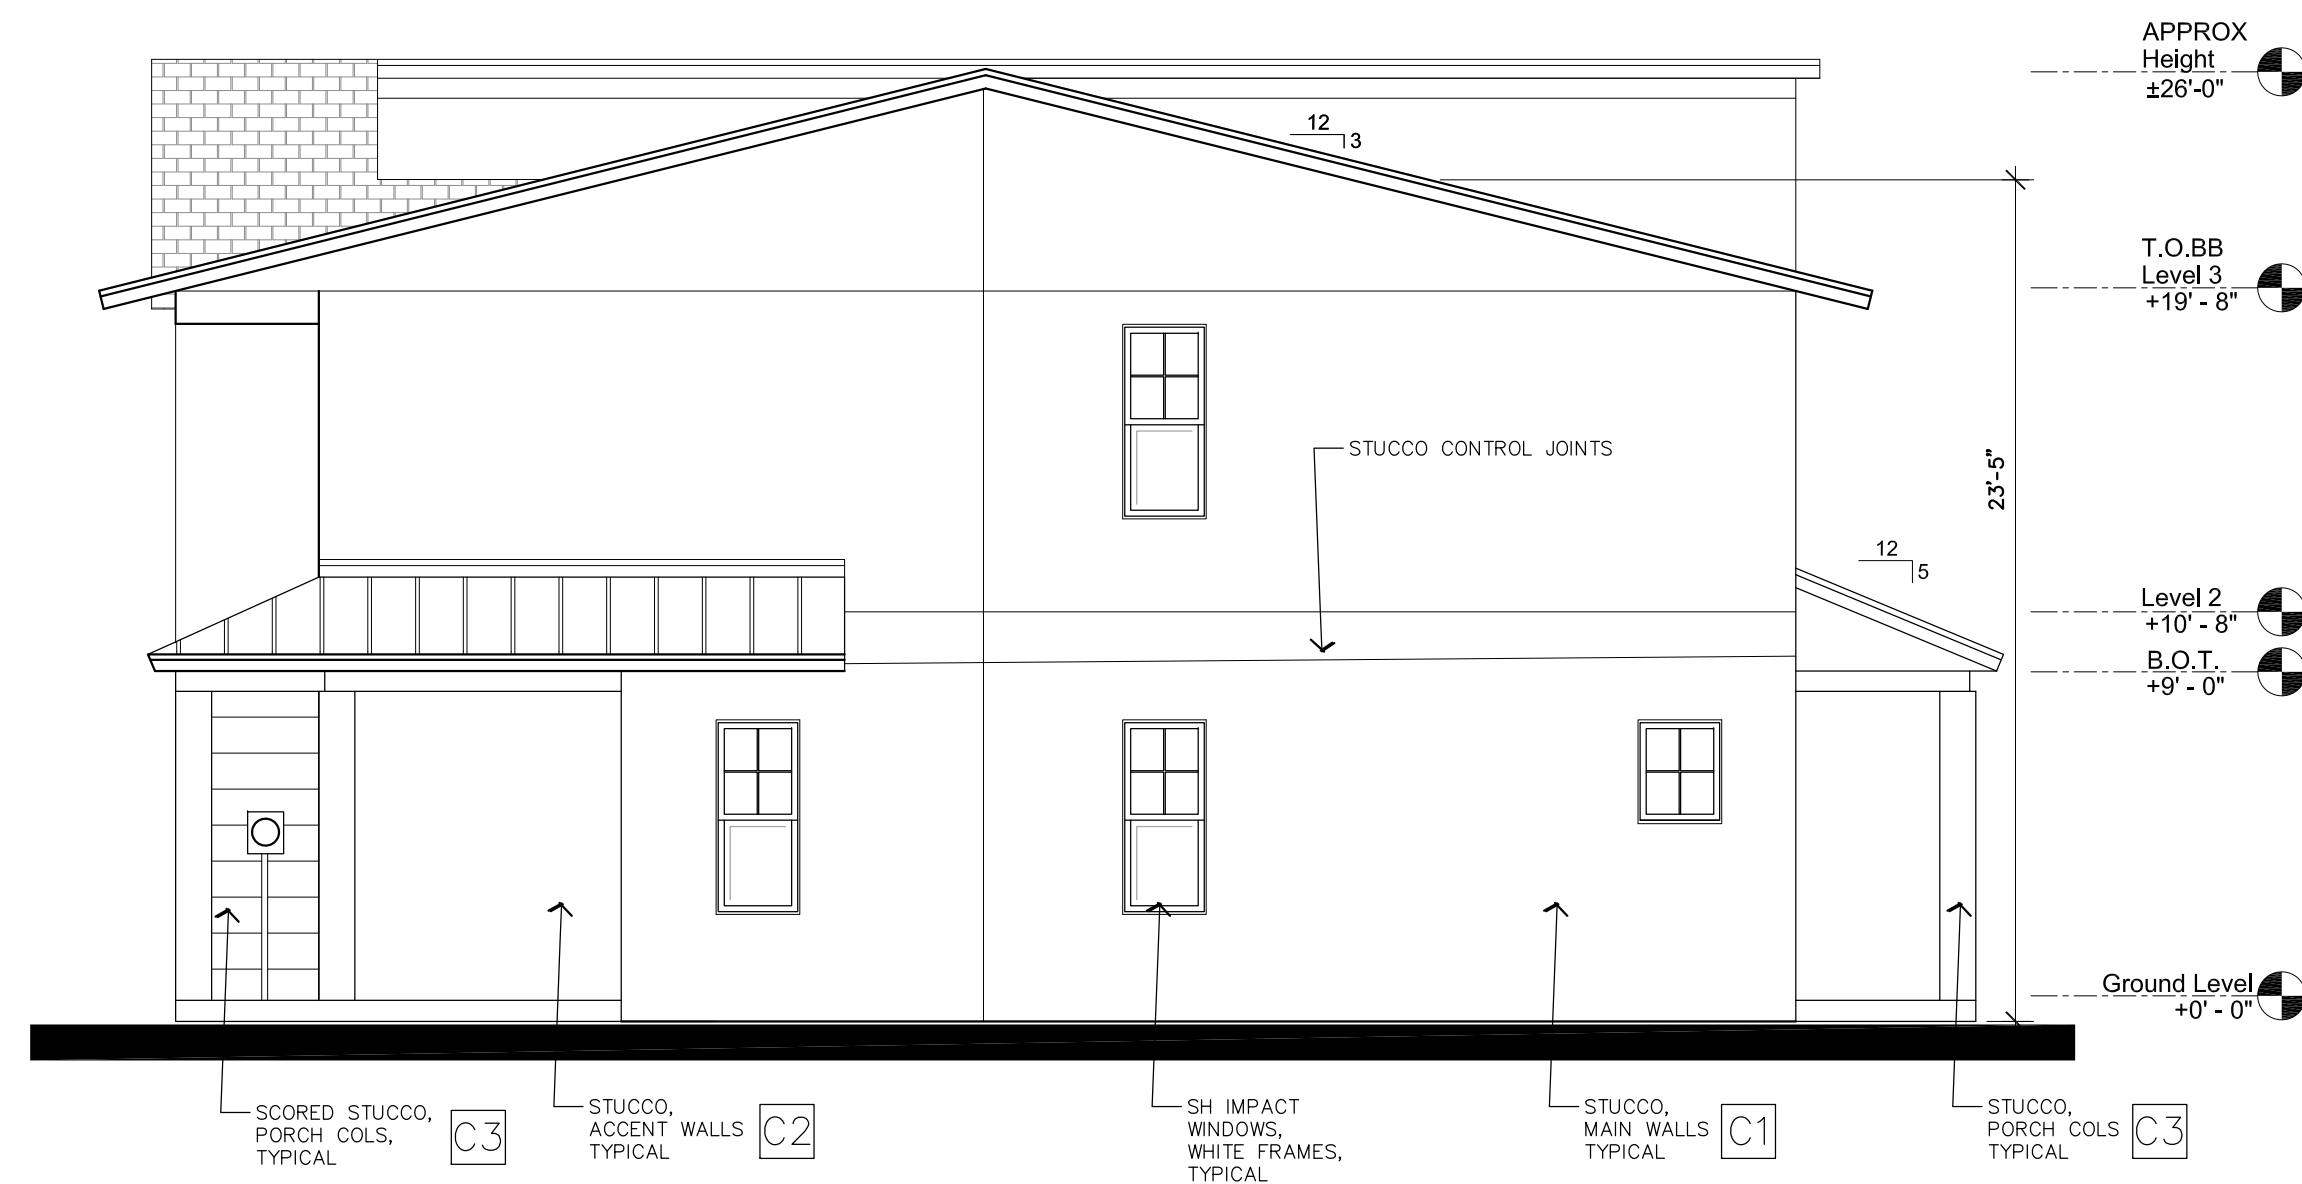 APPROX
Height
±26'-0"
12
3
T.O.BB
Level 3
+19' - 8"
STUCCO CONTROL JOINTS
23'-5"
12
5
Level 2
+10' - 8"
B.O.T.
+9' - 0"
Ground Level
+0' - 0"
SCORED STUCCO,
PORCH COLS,
TYPICAL
C3
STUCCO,
ACCENT WALLS
TYPICAL
C2
SH IMPACT
WINDOWS,
WHITE FRAMES,
TYPICAL
STUCCO,
MAIN WALLS
TYPICAL
C1
STUCCO,
PORCH COLS
TYPICAL
C3